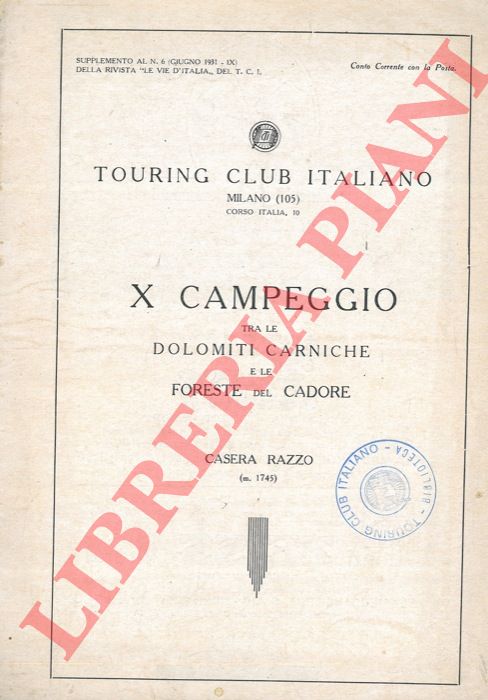 SUPPLEMENTO AL N. 6 (GIUGNO 1931 - IX)
DELLA RIVISTA "LE VIE D'ITALIA„ DEL T. C. I.
Conto Corrente con la Posta.
TOURING CLUB ITALIANO
MILANO (105)
CORSO ITALIA, 10
X CAMPEGGIO
TRA LE
DOLOMITI CARNICHE
E LE
FORESTE DEL CADORE
CASERA RAZZO
(m. 1745)
TOURING CLUB ITALIANO - BIBLIOTECA -
LIBRERIA PIANI